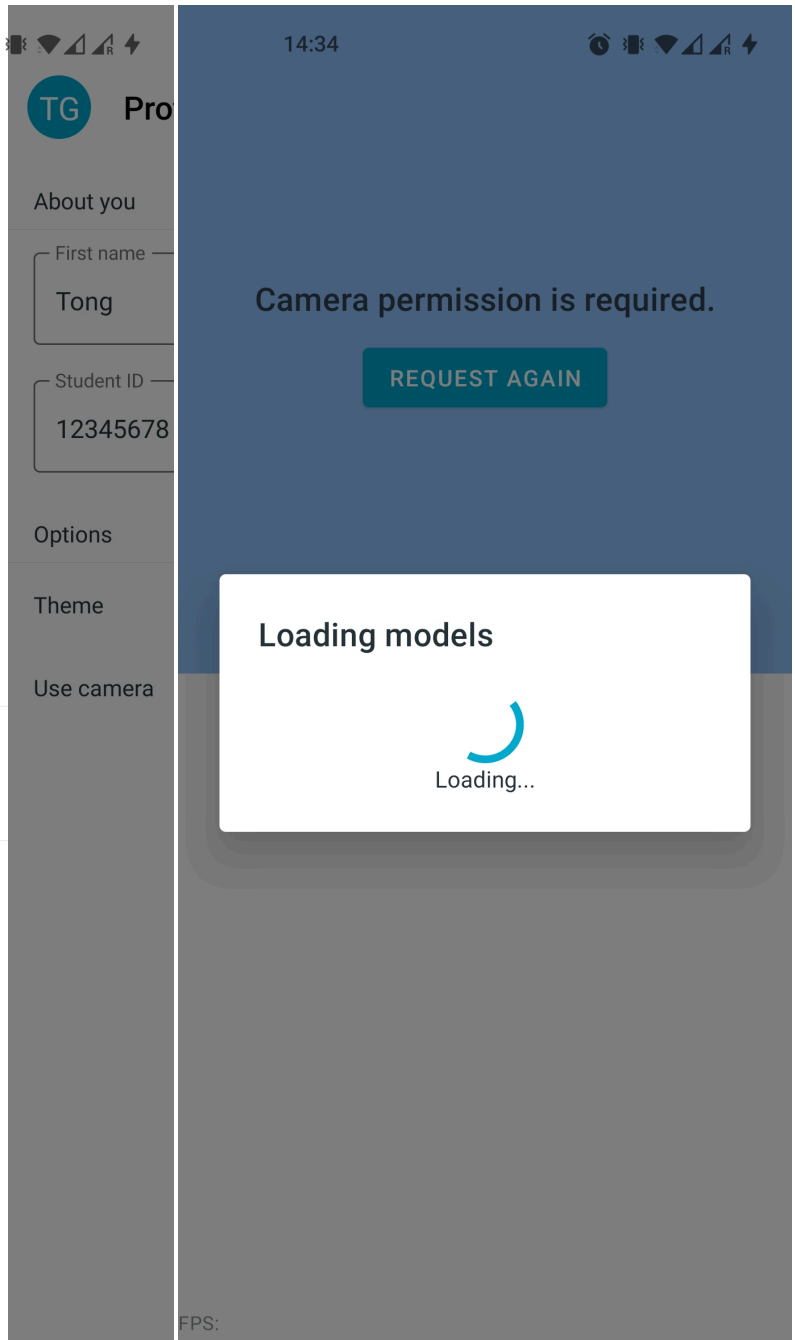 TG
About you
First name
Tong
Student ID
12345678
Options
Theme
Use camera
14:34
R
Camera permission is required.
REQUEST AGAIN
Loading models
Loading...
FPS: